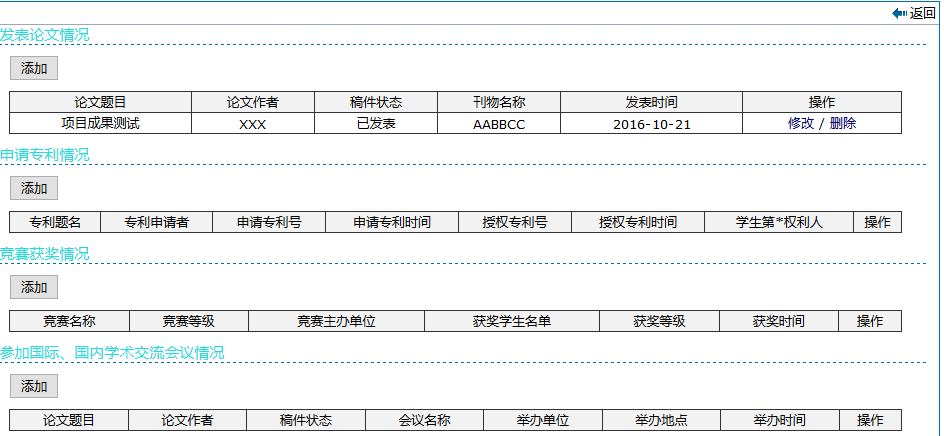 返回
发表论文情况
添加
论文题目 论文作者 稿件状态 刊物名称 发表时间 操作
项目成果测试 XXX 已发表 AABBCC 2016-10-21 修改 / 删除
申请专利情况
添加
专利题名 专利申请者 申请专利号 申请专利时间 授权专利号 授权专利时间 学生第*权利人 操作
竞赛获奖情况
添加
竞赛名称 竞赛等级 竞赛主办单位 获奖学生名单 获奖等级 获奖时间 操作
参加国际、国内学术交流会议情况
添加
论文题目 论文作者 稿件状态 会议名称 举办单位 举办地点 举办时间 操作